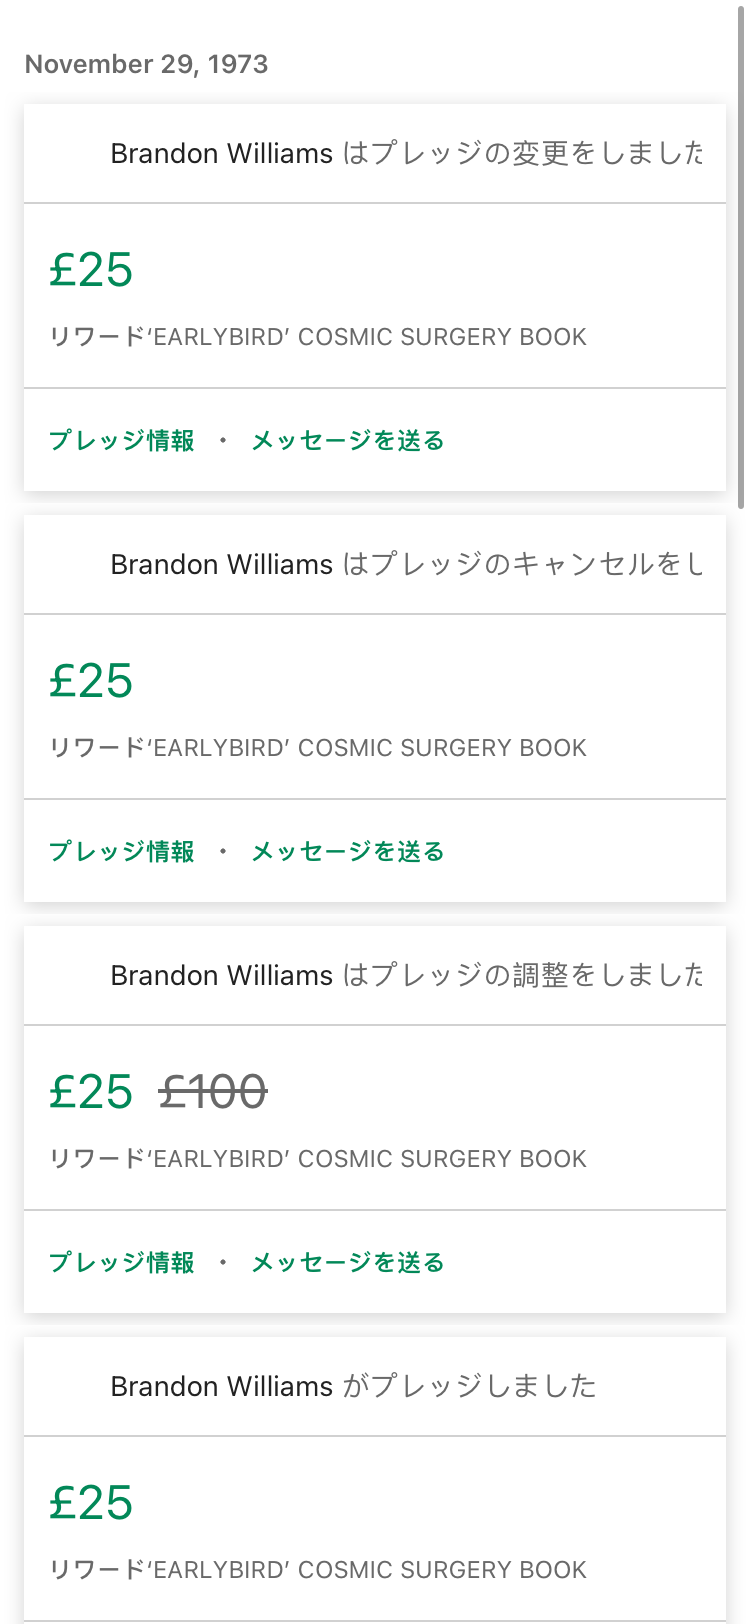 November 29, 1973
Brandon Williams はプレッジの変更をしました
£25
リワード‘EARLYBIRD’ COSMIC SURGERY BOOK
プレッジ情報 ・ メッセージを送る
Brandon Williams はプレッジのキャンセルをし
£25
リワード‘EARLYBIRD’ COSMIC SURGERY BOOK
プレッジ情報 ・ メッセージを送る
Brandon Williams はプレッジの調整をしました
£25 £100
リワード‘EARLYBIRD’ COSMIC SURGERY BOOK
プレッジ情報 ・ メッセージを送る
Brandon Williams がプレッジしました
£25
リワード‘EARLYBIRD’ COSMIC SURGERY BOOK